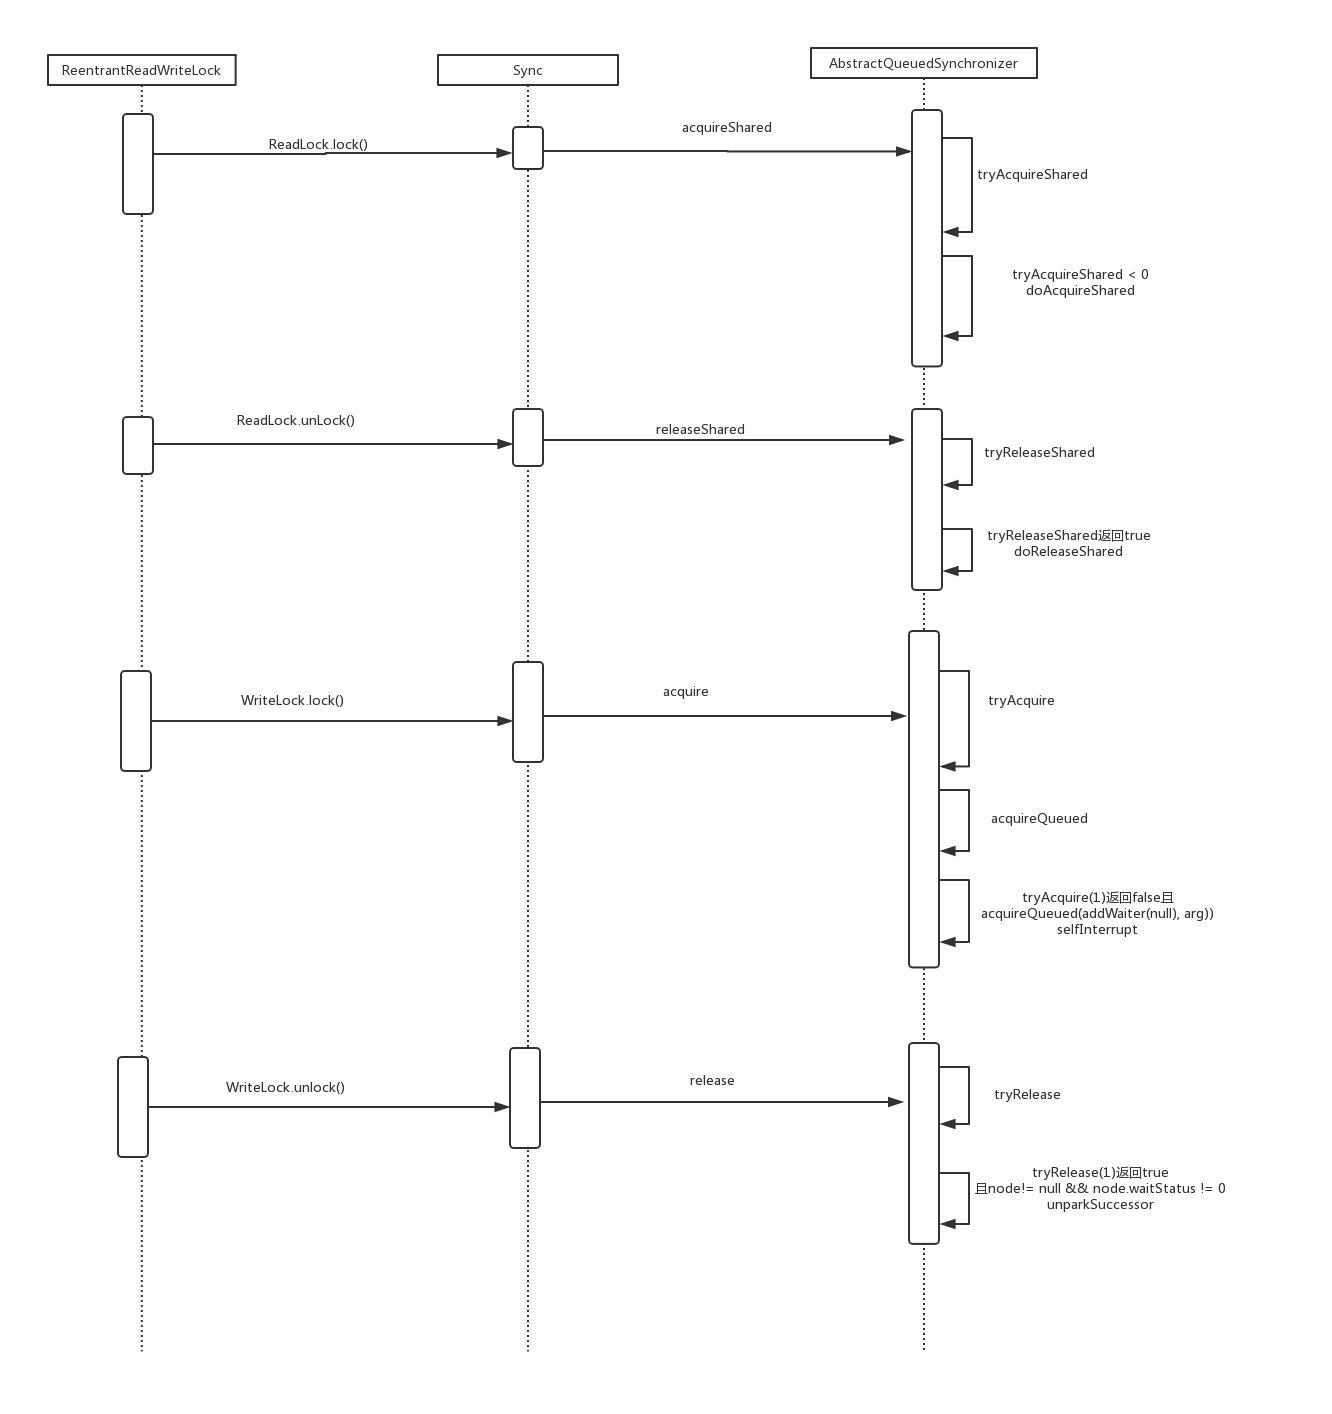 ReentrantReadWriteLock
Sync
AbstractQueuedSynchronizer
ReadLock.lock()
acquireShared
tryAcquireShared
tryAcquireShared < 0
doAcquireShared
ReadLock.unLock()
releaseShared
tryReleaseShared
tryReleaseShared返回true
doReleaseShared
WriteLock.lock()
acquire
tryAcquire
acquireQueued
tryAcquire(1)返回false且
acquireQueued(addWaiter(null), arg))
selfInterrupt
WriteLock.unlock()
release
tryRelease
tryRelease(1)返回true
且node!= null && node.waitStatus != 0
unparkSuccessor